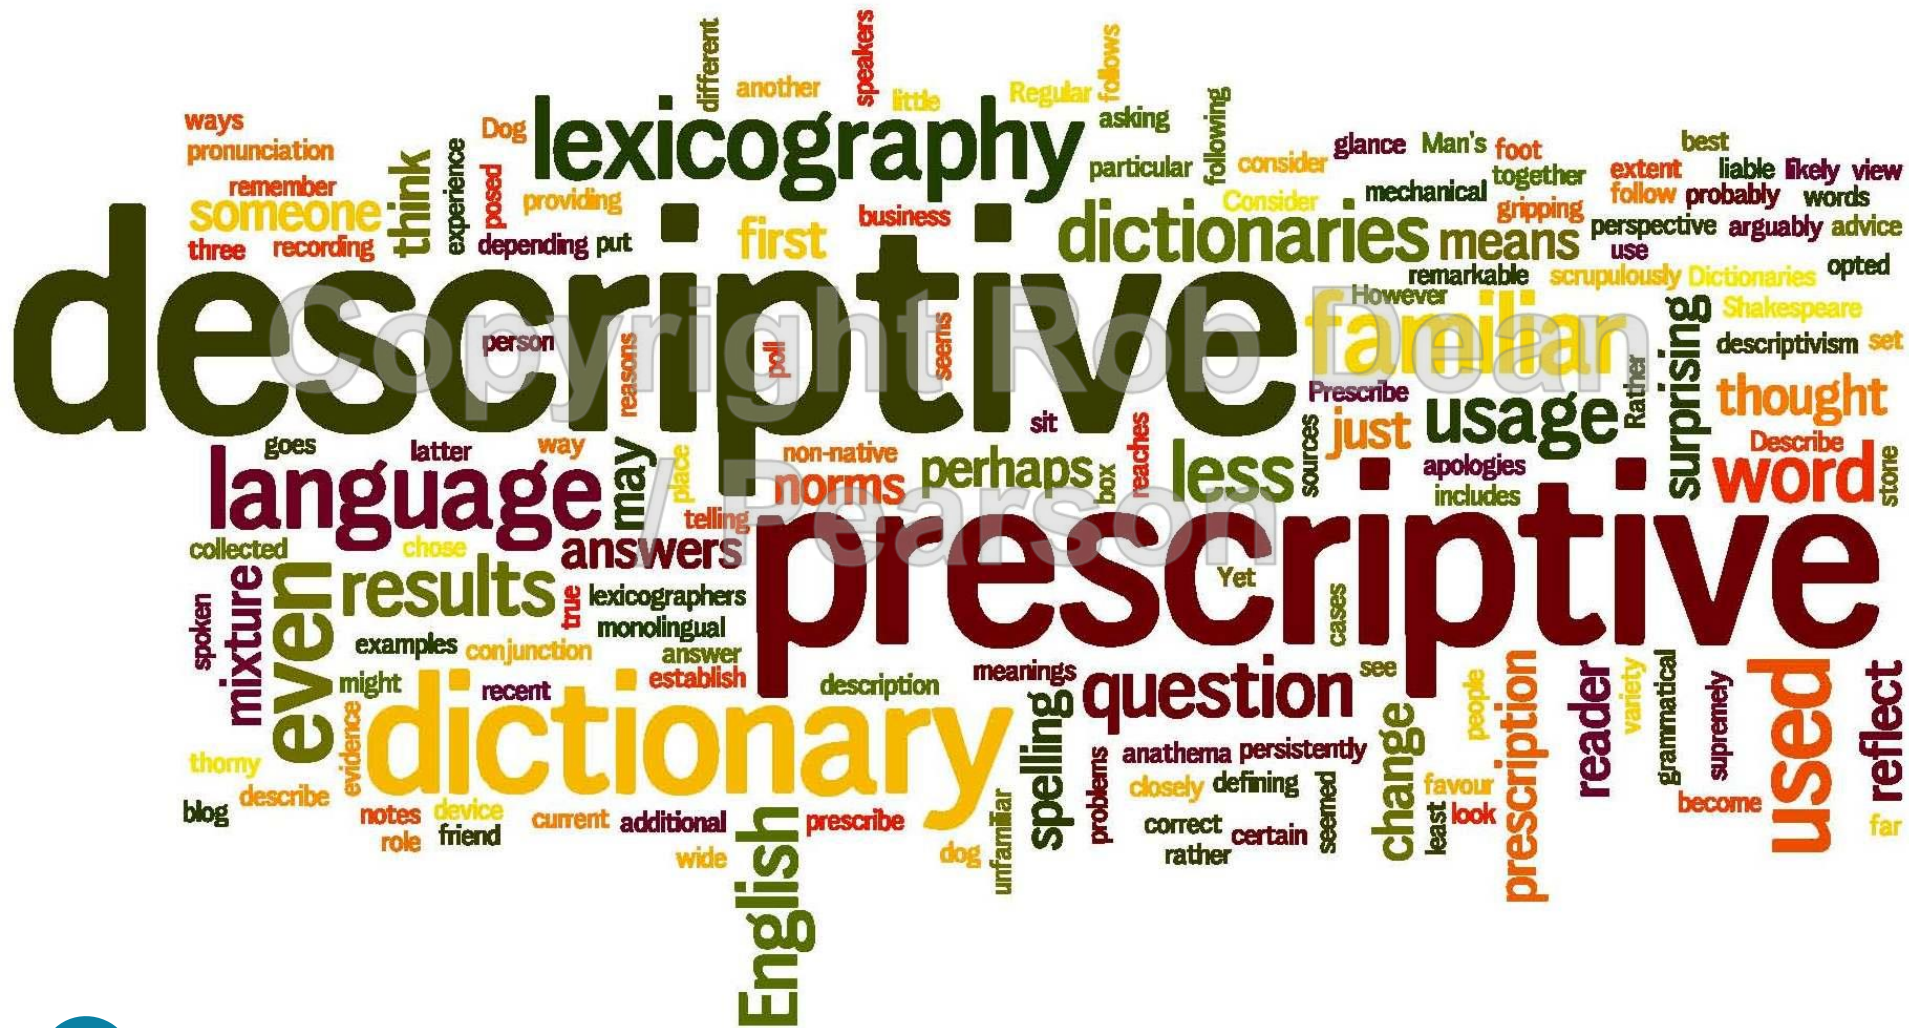 different
another
speakers
little
Regular
follows
ways
pronunciation
remember
someone
three
recording
think
experience
Dog
posed
lexicography
providing
depending
put
first
business
asking
particular
following
consider
Consider
glance
Man's
foot
together
mechanical
gripping
dictionaries
means
best
extent
liable
likely
view
follow
probably
words
perspective
arguably
advice
use
remarkable
scrupulously
Dictionaries
opted
descriptive
However
familiar
Shakespeare
surprising
descriptivism
set
person
reasons
poll
seems
Copyright Rob Dean
/ Pearson
Prescribe
Rather
thought
just
usage
sit
goes
latter
way
may
place
non-native
norms
perhaps
box
reaches
less
sources
apologies
includes
Describe
word
stone
language
telling
answers
collected
chose
prescriptive
Yet
cases
spoken
mixture
even
results
true
lexicographers
monolingual
examples
conjunction
answer
might
recent
establish
description
meanings
question
see
dictionary
evidence
thorny
describe
blog
notes
device
role
friend
current
additional
prescribe
wide
English
dog
unfamiliar
spelling
problems
anathema
persistently
closely
defining
correct
certain
rather
seemed
change
least
favour
look
people
prescription
reader
variety
grammatical
supremely
become
used
reflect
far